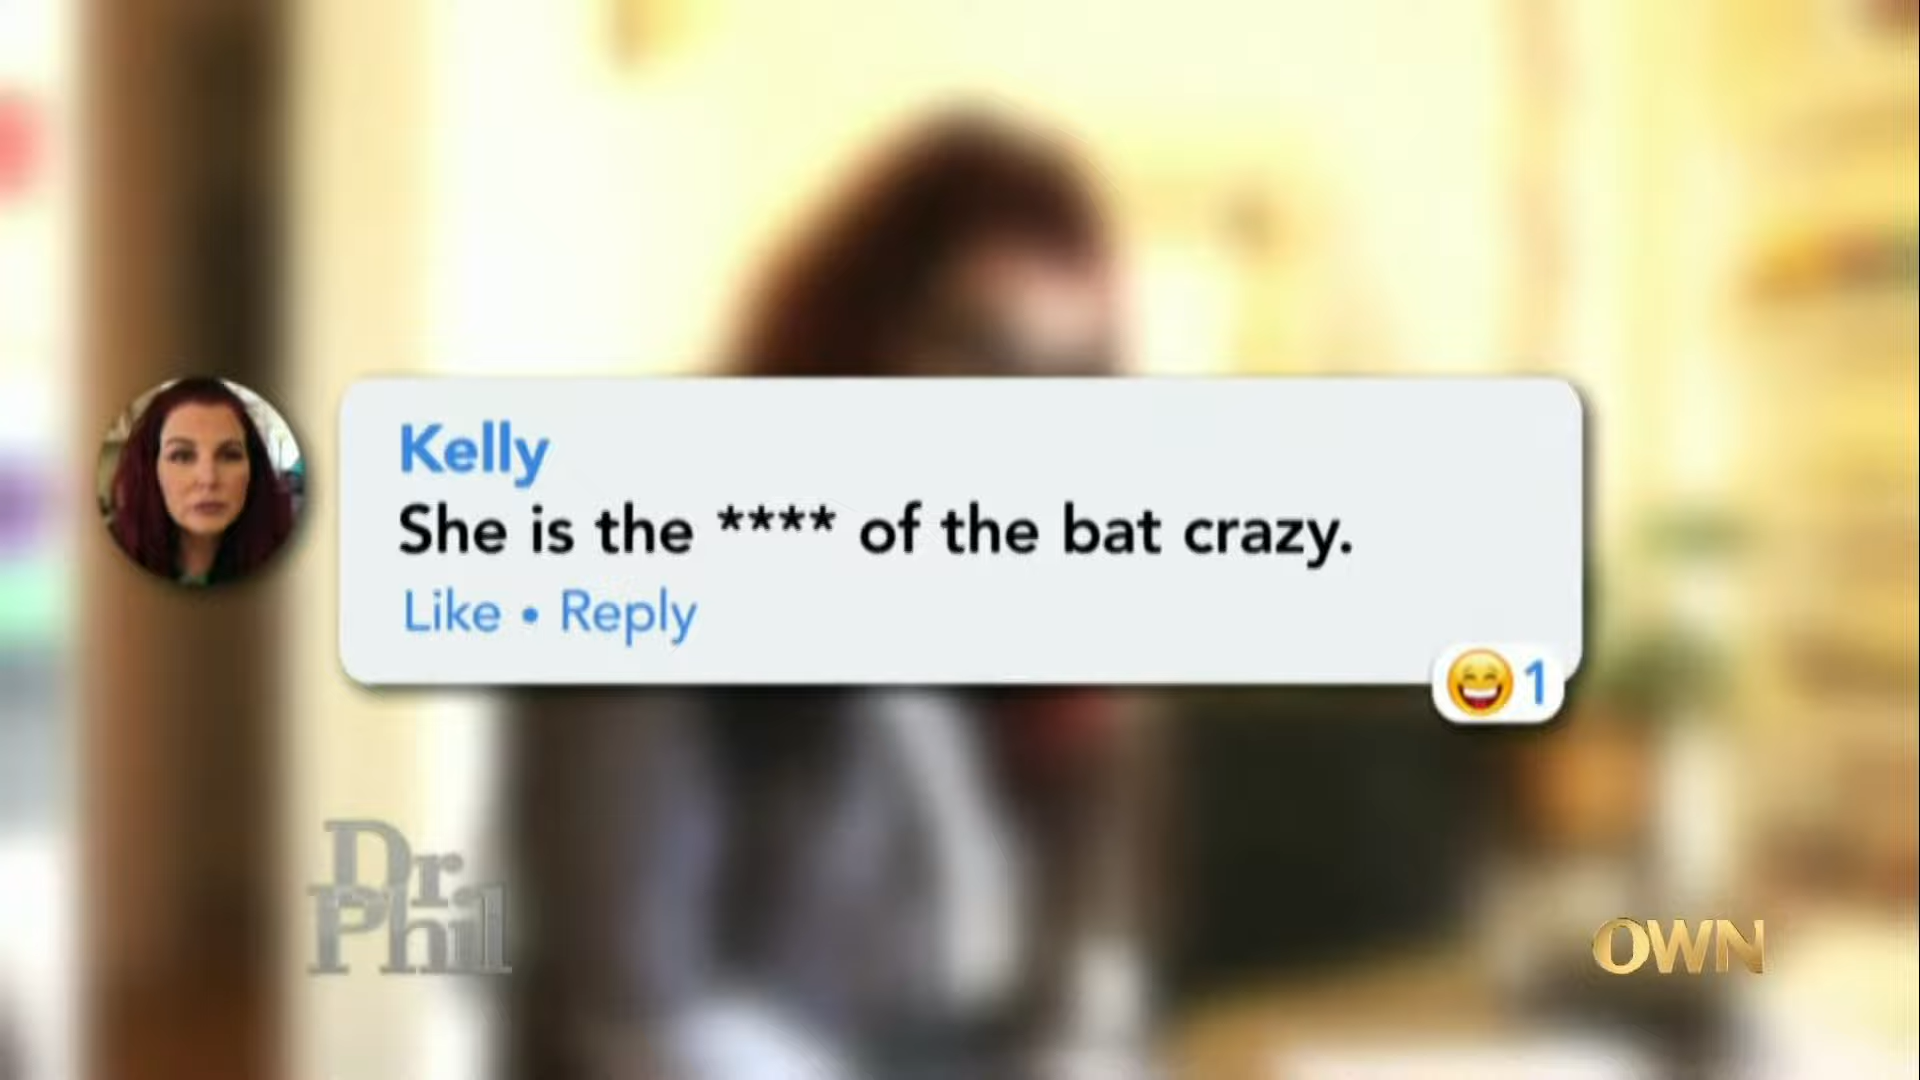 Kelly
She is the **** of the bat crazy.
Like • Reply
1
Dr.
Phil
OWN